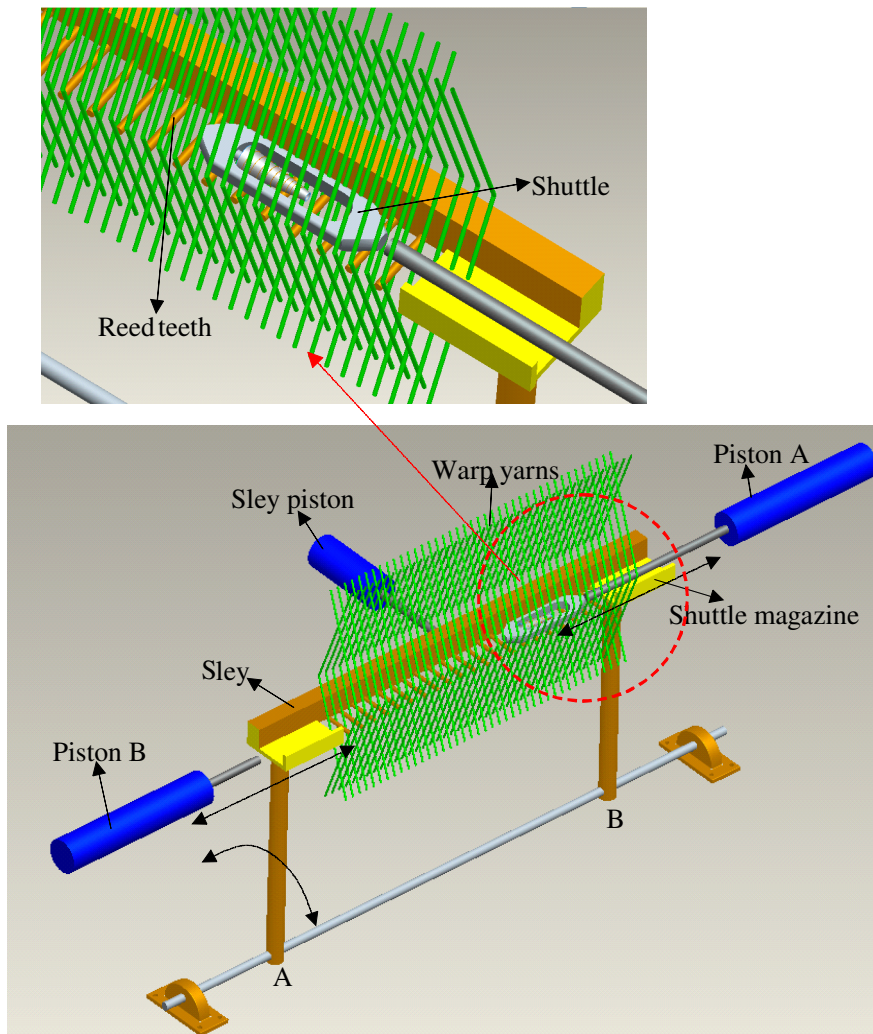 Shuttle
Reed teeth
Warp yarns
Piston A
Sley piston
Shuttle magazine
Sley
Piston B
B
A